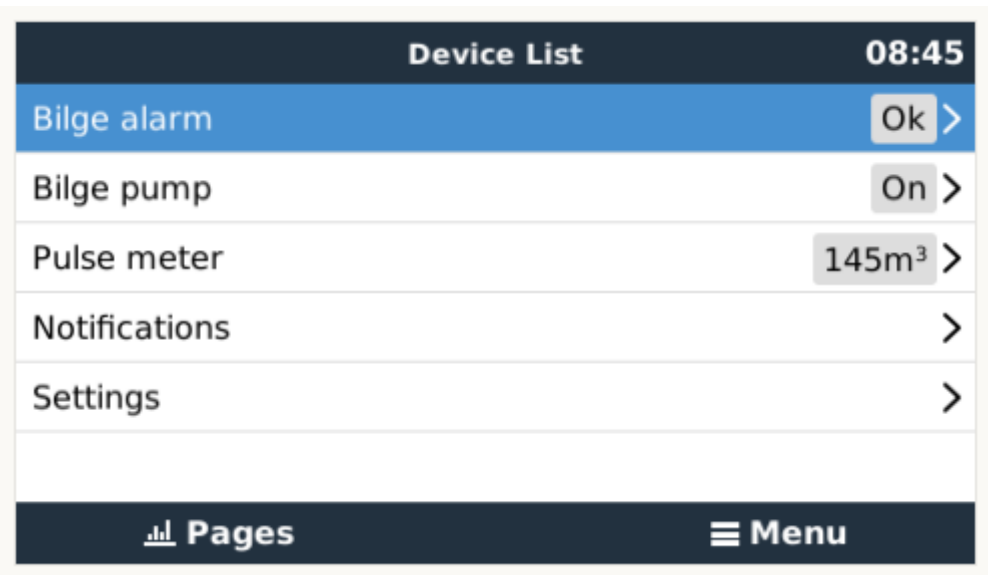 Device List 08:45
Bilge alarm Ok
Bilge pump On
Pulse meter 145m³
Notifications
Settings
Pages Menu